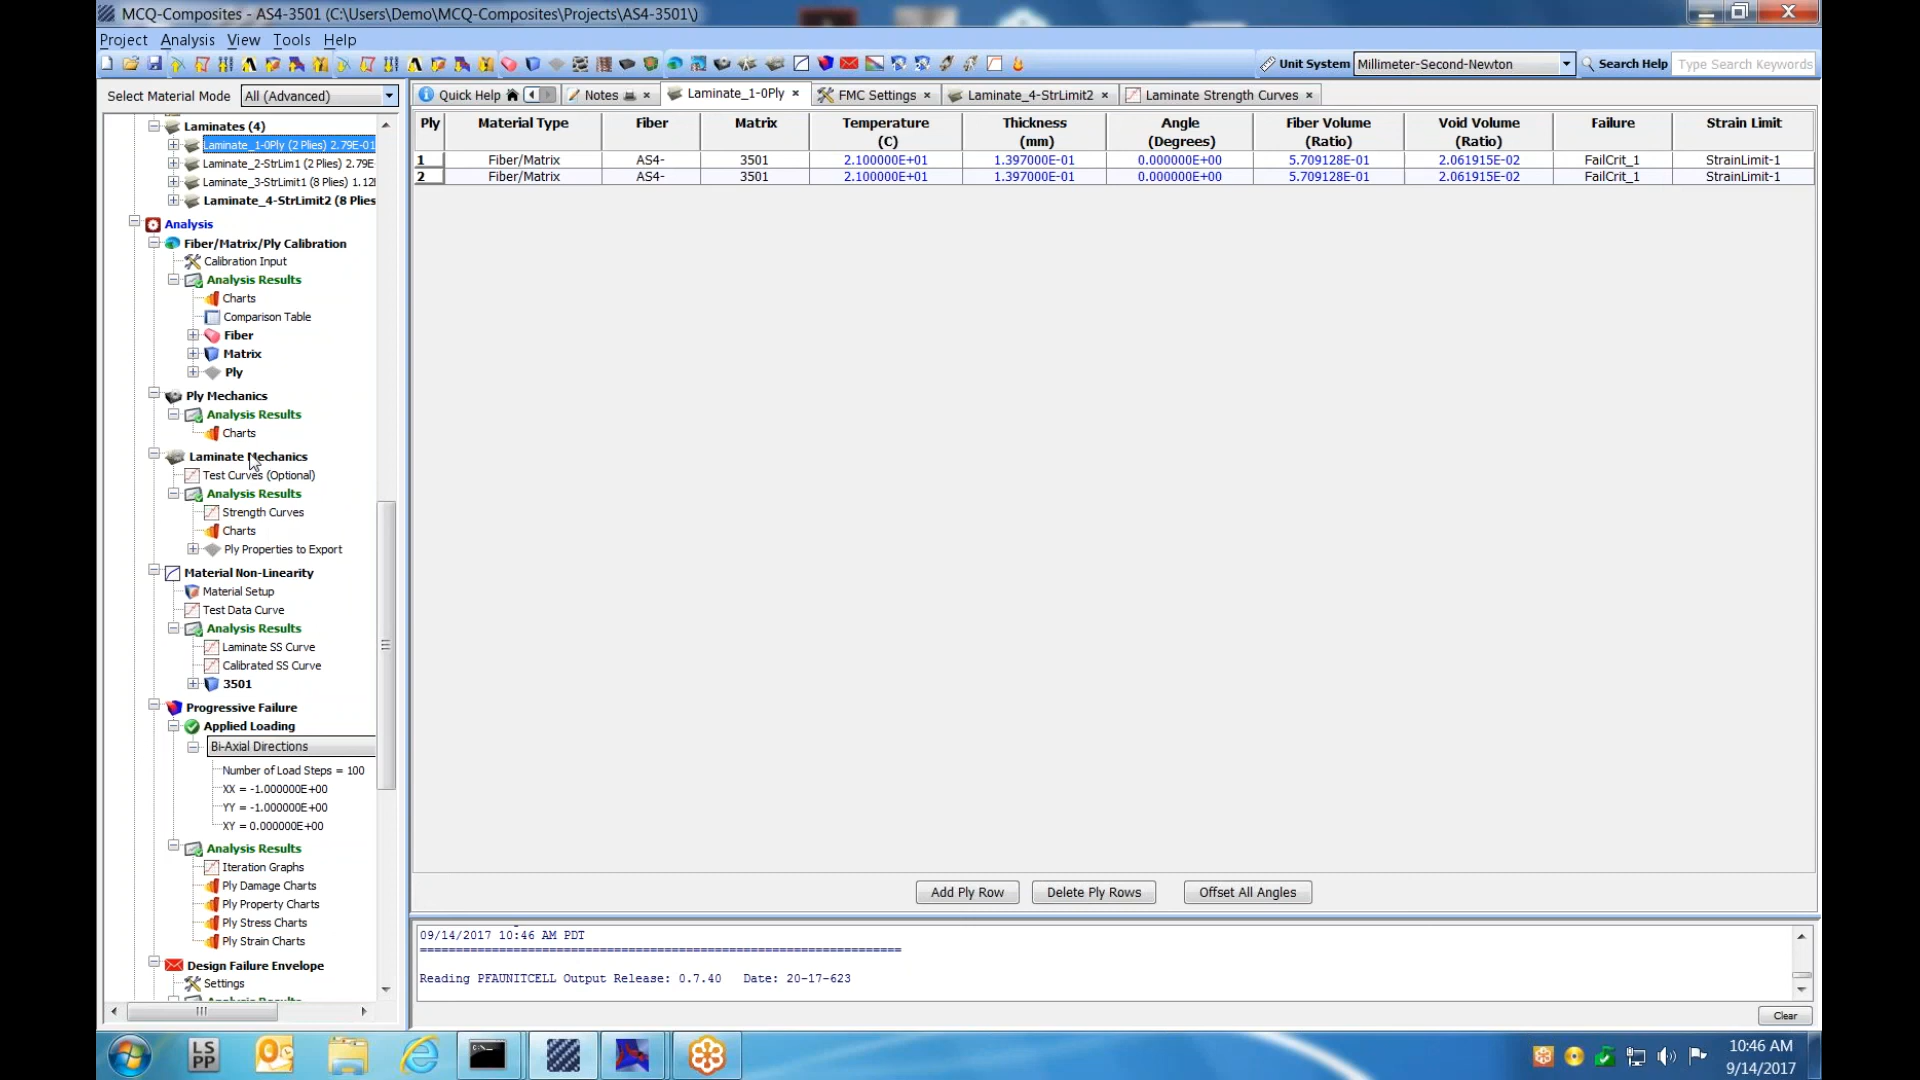 MCQ-Composites - AS4-3501 (C:\Users\Demo\MCQ-Composites\Projects\AS4-3501\)
Project Analysis View Tools Help
Unit System Millimeter-Second-Newton Search Help Type Search Keywords
Select Material Mode All (Advanced)
Quick Help Notes Laminate_1-0Ply FMC Settings Laminate_4-StrLimit2 Laminate Strength Curves
Laminates (4)
Laminate_1-0Ply (2 Plies) 2.79E-01
Laminate_2-StrLim1 (2 Plies) 2.79E
Laminate_3-StrLimit1 (8 Plies) 1.12
Laminate_4-StrLimit2 (8 Plies
Analysis
Fiber/Matrix/Ply Calibration
Calibration Input
Analysis Results
Charts
Comparison Table
Fiber
Matrix
Ply
Ply Mechanics
Analysis Results
Charts
Laminate Mechanics
Test Curves (Optional)
Analysis Results
Strength Curves
Charts
Ply Properties to Export
Material Non-Linearity
Material Setup
Test Data Curve
Analysis Results
Laminate SS Curve
Calibrated SS Curve
3501
Progressive Failure
Applied Loading
Bi-Axial Directions
Number of Load Steps = 100
XX = -1.000000E+00
YY = -1.000000E+00
XY = 0.000000E+00
Analysis Results
Iteration Graphs
Ply Damage Charts
Ply Property Charts
Ply Stress Charts
Ply Strain Charts
Design Failure Envelope
Settings
Analysis Results
Ply Material Type Fiber Matrix Temperature (C) Thickness (mm) Angle (Degrees) Fiber Volume (Ratio) Void Volume (Ratio) Failure Strain Limit
1 Fiber/Matrix AS4- 3501 2.100000E+01 1.397000E-01 0.000000E+00 5.709128E-01 2.061915E-02 FailCrit_1 StrainLimit-1
2 Fiber/Matrix AS4- 3501 2.100000E+01 1.397000E-01 0.000000E+00 5.709128E-01 2.061915E-02 FailCrit_1 StrainLimit-1
Add Ply Row Delete Ply Rows Offset All Angles
09/14/2017 10:46 AM PDT
==================================================================
Reading PFAUNITCELL Output Release: 0.7.40 Date: 20-17-623
Clear
LS
PP
10:46 AM
9/14/2017